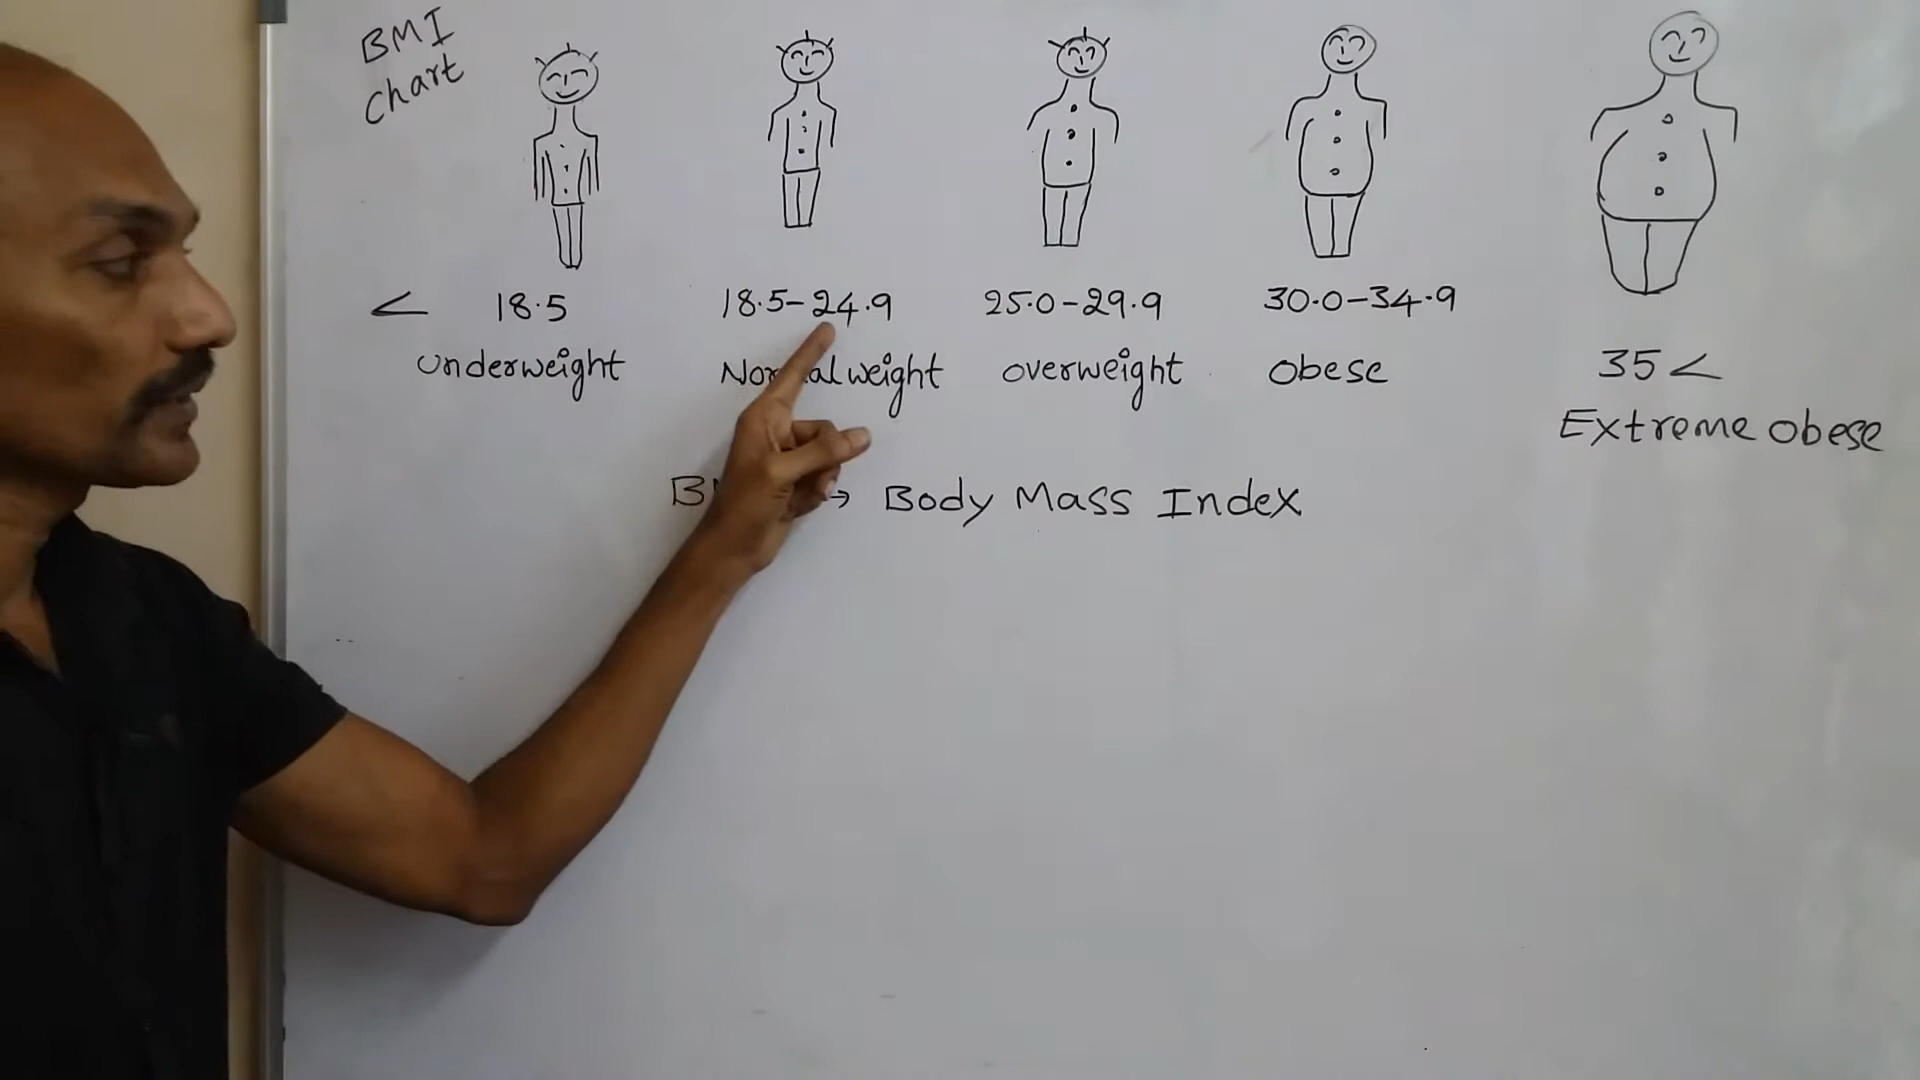 BMI
chart
< 18.5 18.5-24.9 25.0-29.9 30.0-34.9
underweight weight overweight obese
35<
Extreme obese
→ Body Mass Index